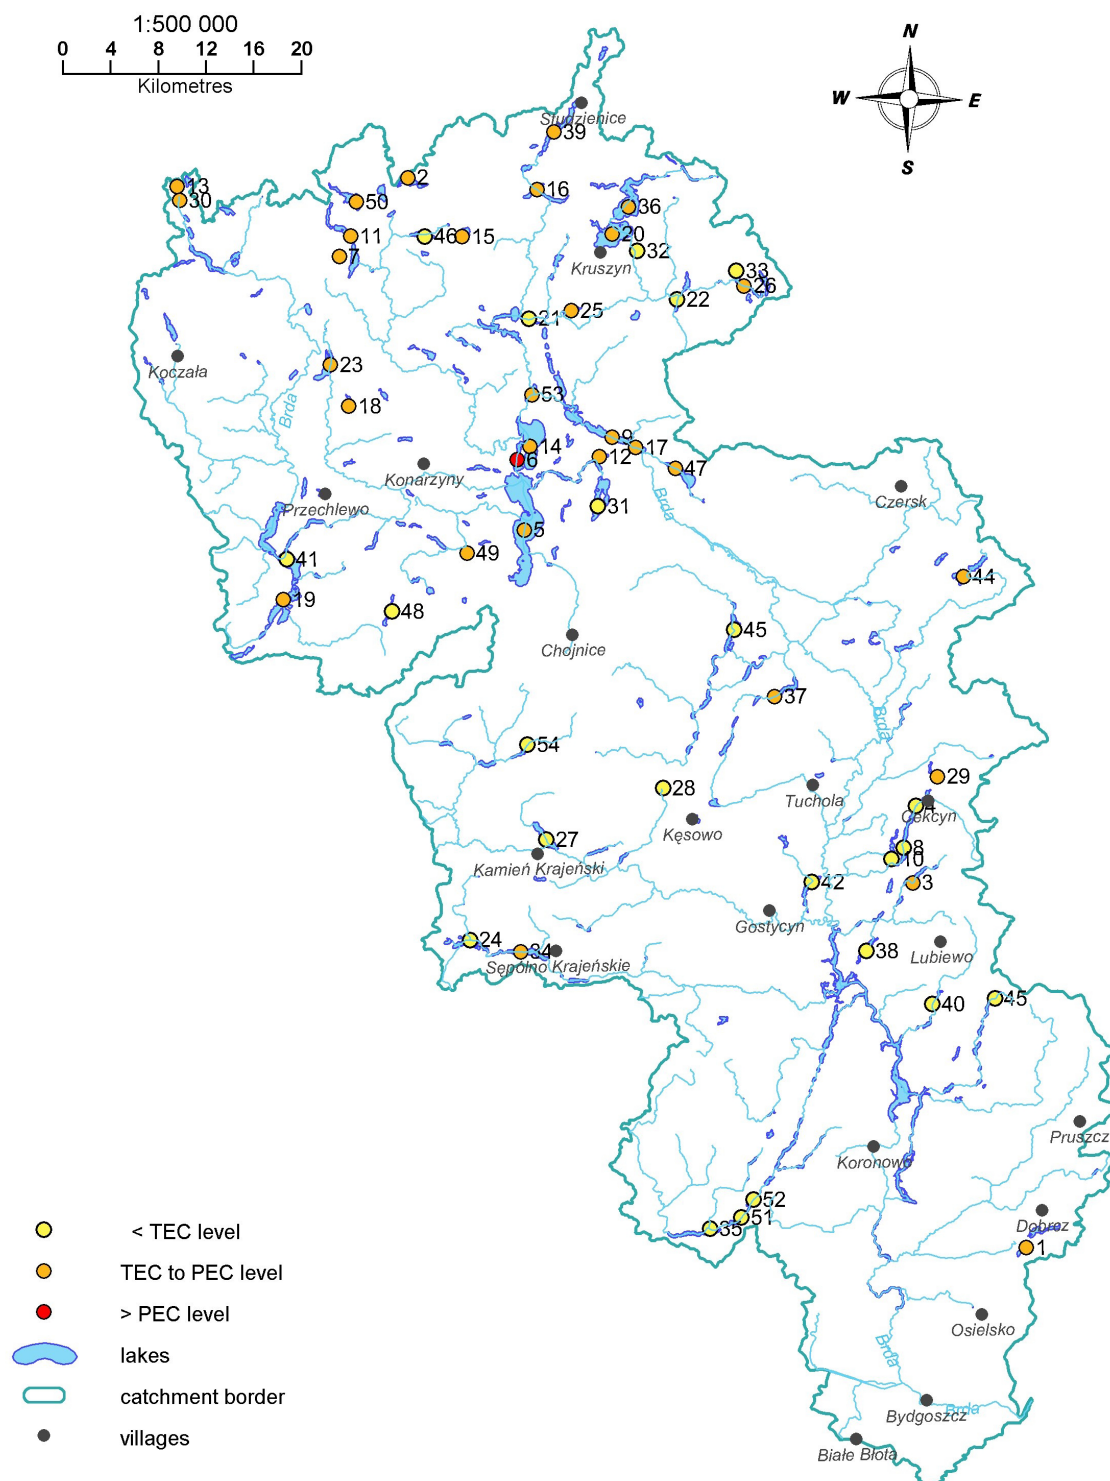 1:500 000
0 4 8 12 16 20
Kilometres
N
W E
S
Studzienice
39
2
13
30
50
16
36
11
46
15
20
32
7
Kruszyn
33
26
22
21
25
Koczała
23
53
18
Brda
9
14
17
12
6
47
Konarzyny
Czersk
Przechlewo
31
Brda
5
49
41
44
19
48
45
Chojnice
37
Brda
54
29
28
Tuchola
4
Cekcyn
Kęsowo
27
8
10
Kamień Krajeński
42
3
Gostycyn
24
34
38
Lubiewo
Sępólno Krajeńskie
40
45
Pruszcz
Koronowo
52
51
35
Dobrcz
1
Osielsko
Brda
Bydgoszcz
Brda
Białe Błota
< TEC level
TEC to PEC level
> PEC level
lakes
catchment border
villages